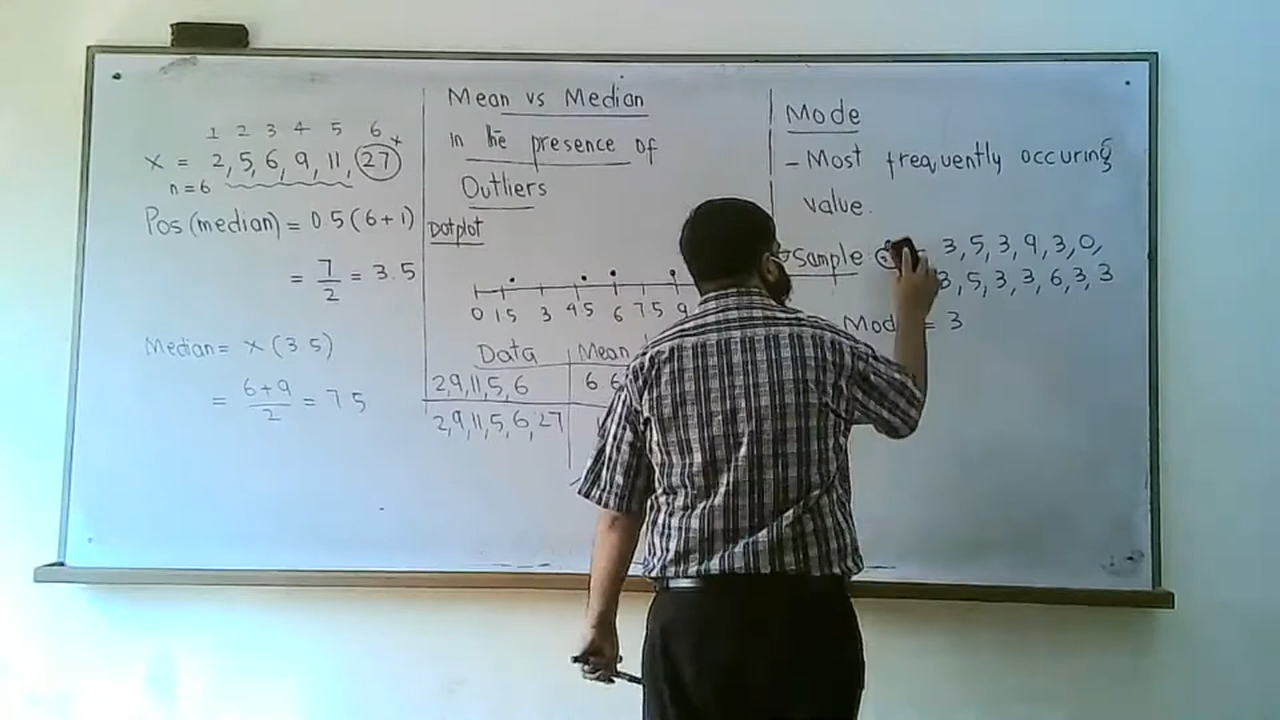 1 2 3 4 5 6
x = 2, 5, 6, 9, 11, 27
n = 6
Pos (median) = 0.5 (6+1)
= 7/2 = 3.5
Median = x (3.5)
= 6+9/2 = 7.5
Mean vs Median
in the presence of
Outliers
Dotplot
0 1.5 3 4.5 6 7.5 9
Data Mean
2,9,11,5,6 6.6
2,9,11,5,6,27
Mode
- Most frequently occuring
value.
Sample = 3, 5, 3, 9, 3, 0,
3, 5, 3, 3, 6, 3, 3
Mode = 3